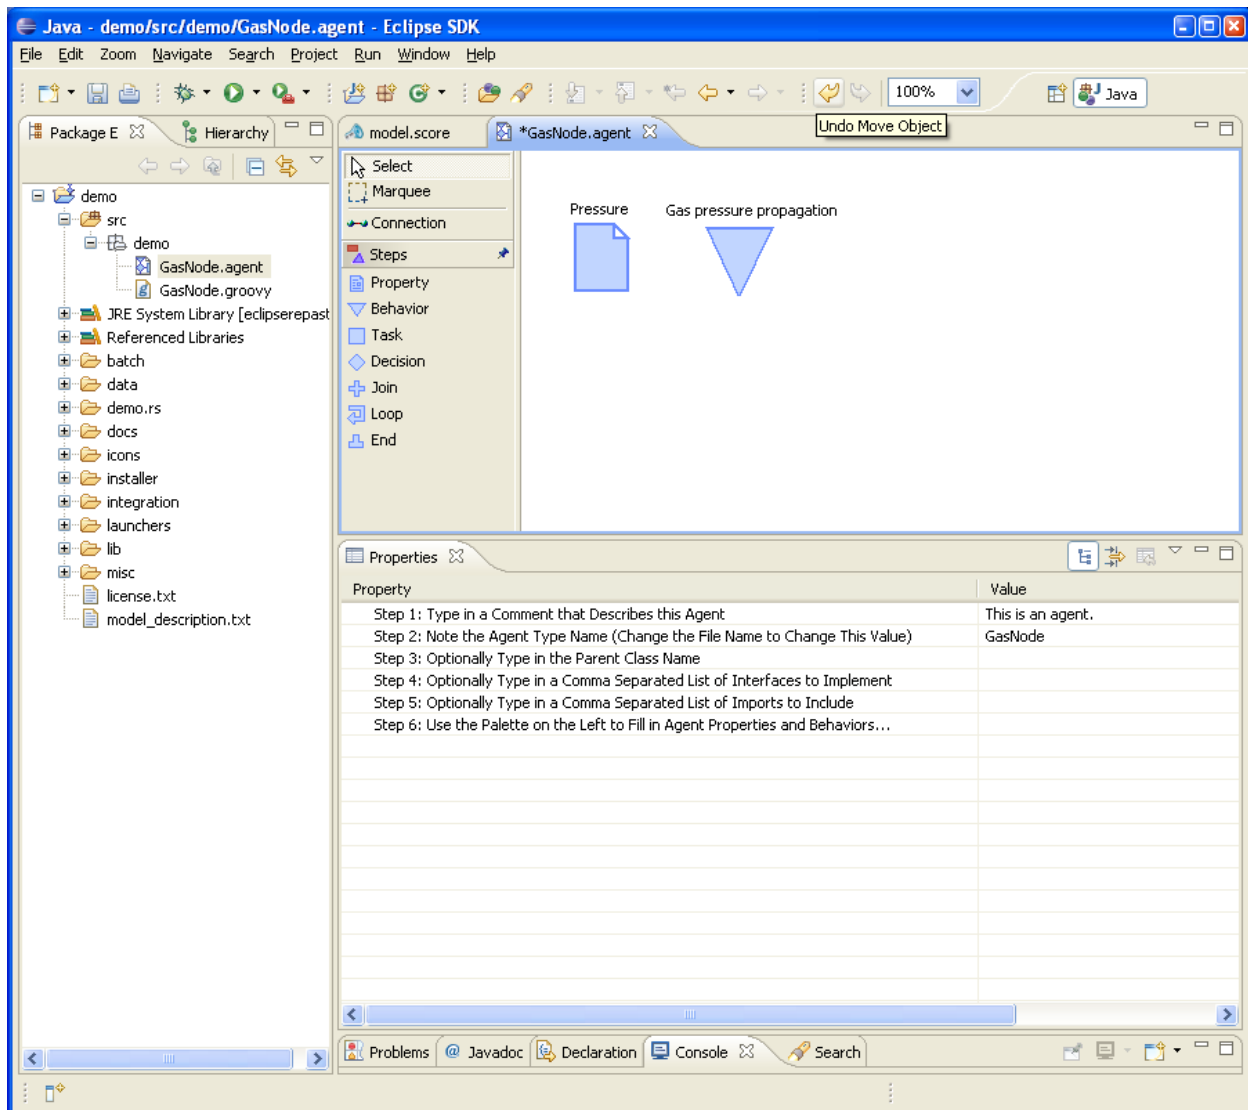 Java - demo/src/demo/GasNode.agent - Eclipse SDK
File Edit Zoom Navigate Search Project Run Window Help
100%
Java
Undo Move Object
Package E
Hierarchy
demo
src
demo
GasNode.agent
GasNode.groovy
JRE System Library [eclipserepast
Referenced Libraries
batch
data
demo.rs
docs
icons
installer
integration
launchers
lib
misc
license.txt
model_description.txt
model.score
*GasNode.agent
Select
Marquee
Connection
Steps
Property
Behavior
Task
Decision
Join
Loop
End
Pressure
Gas pressure propagation
Properties
Property Value
Step 1: Type in a Comment that Describes this Agent This is an agent.
Step 2: Note the Agent Type Name (Change the File Name to Change This Value) GasNode
Step 3: Optionally Type in the Parent Class Name
Step 4: Optionally Type in a Comma Separated List of Interfaces to Implement
Step 5: Optionally Type in a Comma Separated List of Imports to Include
Step 6: Use the Palette on the Left to Fill in Agent Properties and Behaviors...
Problems @ Javadoc Declaration Console Search